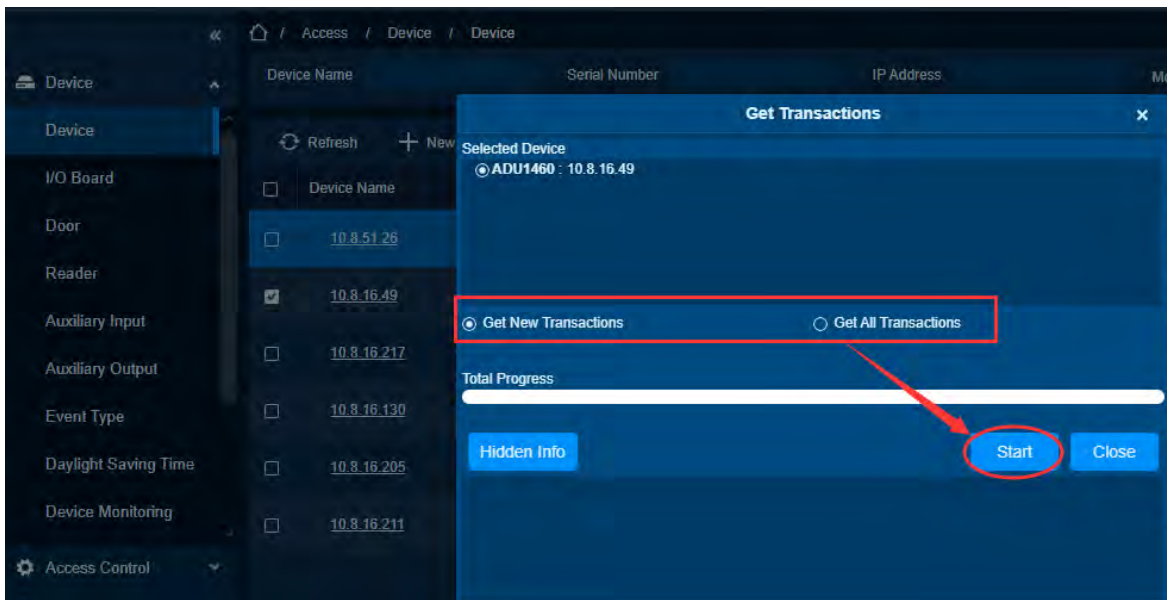 «
/ Access / Device / Device
Device
Device
I/O Board
Door
Reader
Auxiliary Input
Auxiliary Output
Event Type
Daylight Saving Time
Device Monitoring
Access Control
Device Name Serial Number IP Address
Refresh New
Device Name
10.8.51.26
10.8.16.49
10.8.16.217
10.8.16.130
10.8.16.205
10.8.16.211
Get Transactions ×
Selected Device
ADU1460 : 10.8.16.49
Get New Transactions Get All Transactions
Total Progress
Hidden Info Start Close